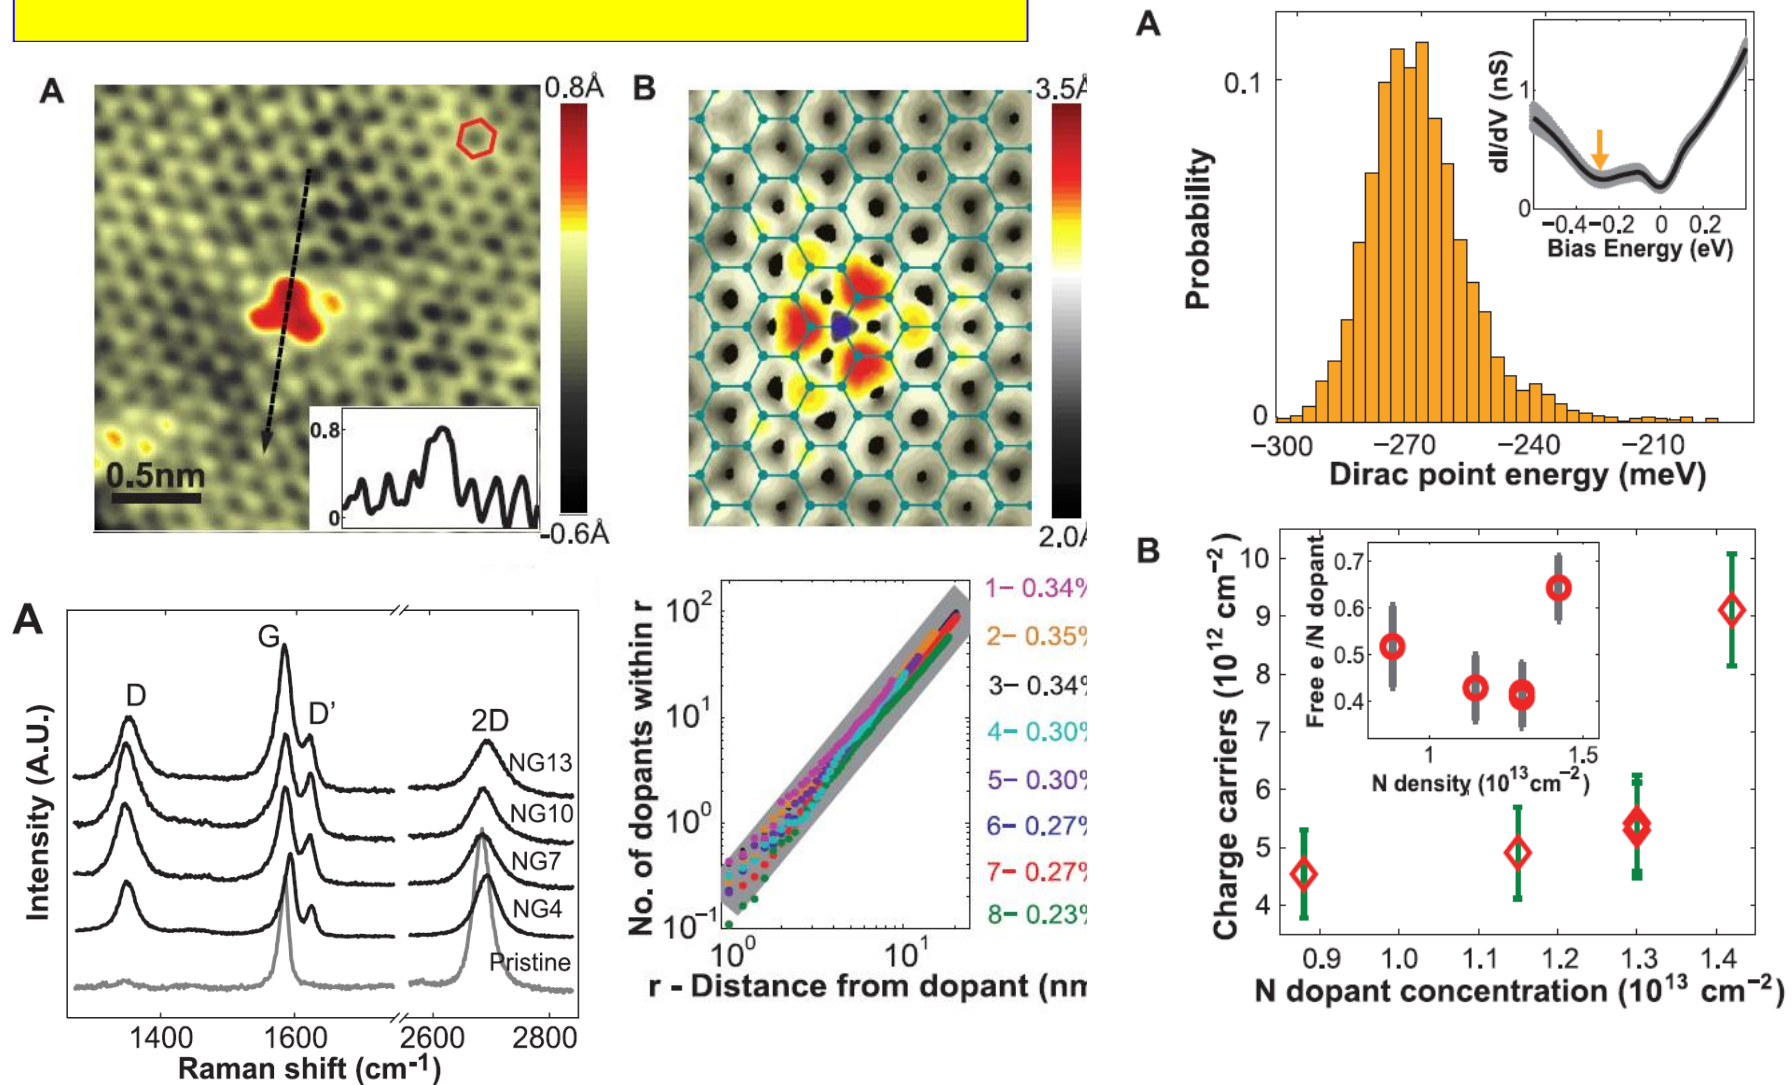 A
0.8Å
0.5nm
0.8
0
-0.6Å
B
3.5Å
2.0Å
A
Probability
0.1
0
−300
−270
−240
−210
Dirac point energy (meV)
dI/dV (nS)
1
0
−0.4
−0.2
0
0.2
Bias Energy (eV)
A
Intensity (A.U.)
G
D
D'
2D
NG13
NG10
NG7
NG4
Pristine
1400
1600
2600
2800
Raman shift (cm-1)
No. of dopants within r
10²
10¹
10⁰
10⁻¹
10⁰
10¹
r - Distance from dopant (nm
1− 0.34%
2− 0.35%
3− 0.34%
4− 0.30%
5− 0.30%
6− 0.27%
7− 0.27%
8− 0.23%
B
Charge carriers (10¹² cm⁻²)
10
9
8
7
6
5
4
Free e /N dopant
0.7
0.6
0.5
0.4
1
1.5
N density (10¹³cm⁻²)
0.9
1.0
1.1
1.2
1.3
1.4
N dopant concentration (10¹³ cm⁻²)